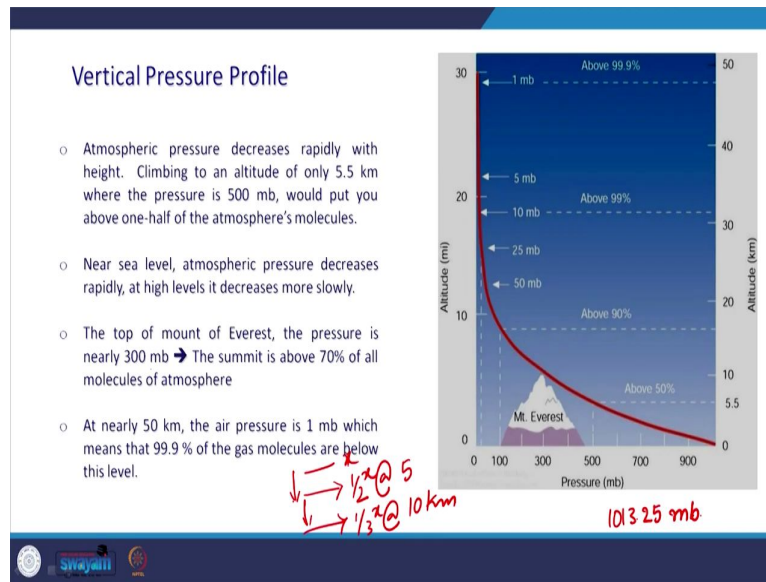 Vertical Pressure Profile
o Atmospheric pressure decreases rapidly with
height. Climbing to an altitude of only 5.5 km
where the pressure is 500 mb, would put you
above one-half of the atmosphere's molecules.
o Near sea level, atmospheric pressure decreases
rapidly, at high levels it decreases more slowly.
o The top of mount of Everest, the pressure is
nearly 300 mb ➔ The summit is above 70% of all
molecules of atmosphere
o At nearly 50 km, the air pressure is 1 mb which
means that 99.9 % of the gas molecules are below
this level.
x
1/2 x @ 5
1/3 x @ 10 km
Above 99.9%
1 mb
5 mb
Above 99%
10 mb
25 mb
50 mb
Above 90%
Above 50%
Mt. Everest
30
20
10
0
Altitude (mi)
50
40
30
20
10
5.5
0
Altitude (km)
0 100 300 500 700 900
Pressure (mb)
1013.25 mb
swayam